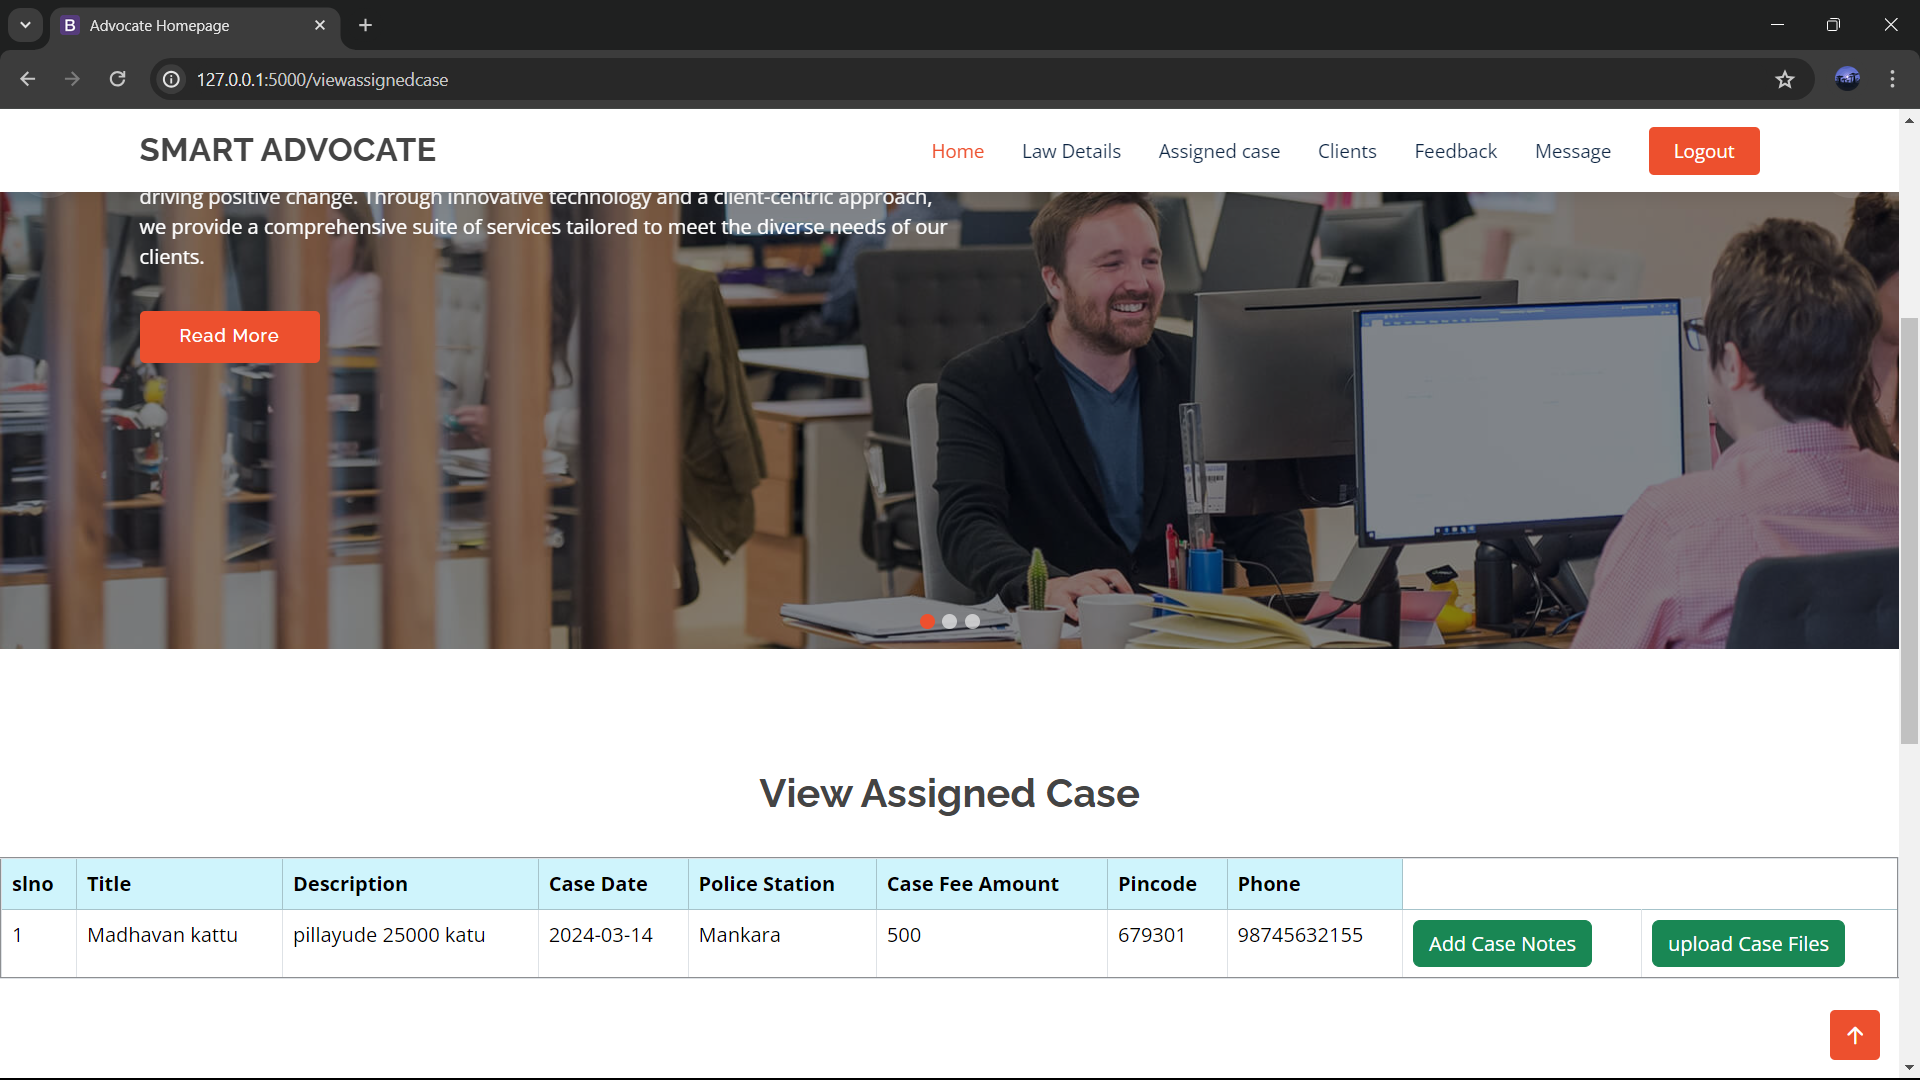 Advocate Homepage
127.0.0.1:5000/viewassignedcase
SMART ADVOCATE
Home Law Details Assigned case Clients Feedback Message Logout
driving positive change. Through innovative technology and a client-centric approach,
we provide a comprehensive suite of services tailored to meet the diverse needs of our
clients.
Read More
View Assigned Case
slno Title Description Case Date Police Station Case Fee Amount Pincode Phone
1 Madhavan kattu pillayude 25000 katu 2024-03-14 Mankara 500 679301 98745632155 Add Case Notes upload Case Files